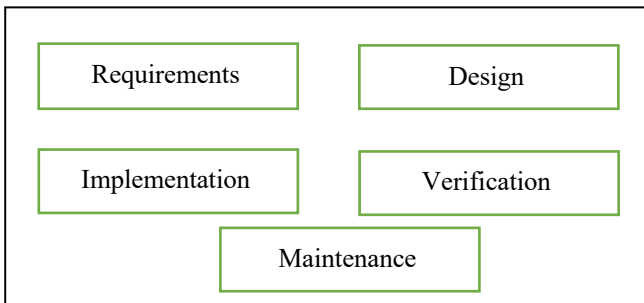 Requirements
Design
Implementation
Verification
Maintenance